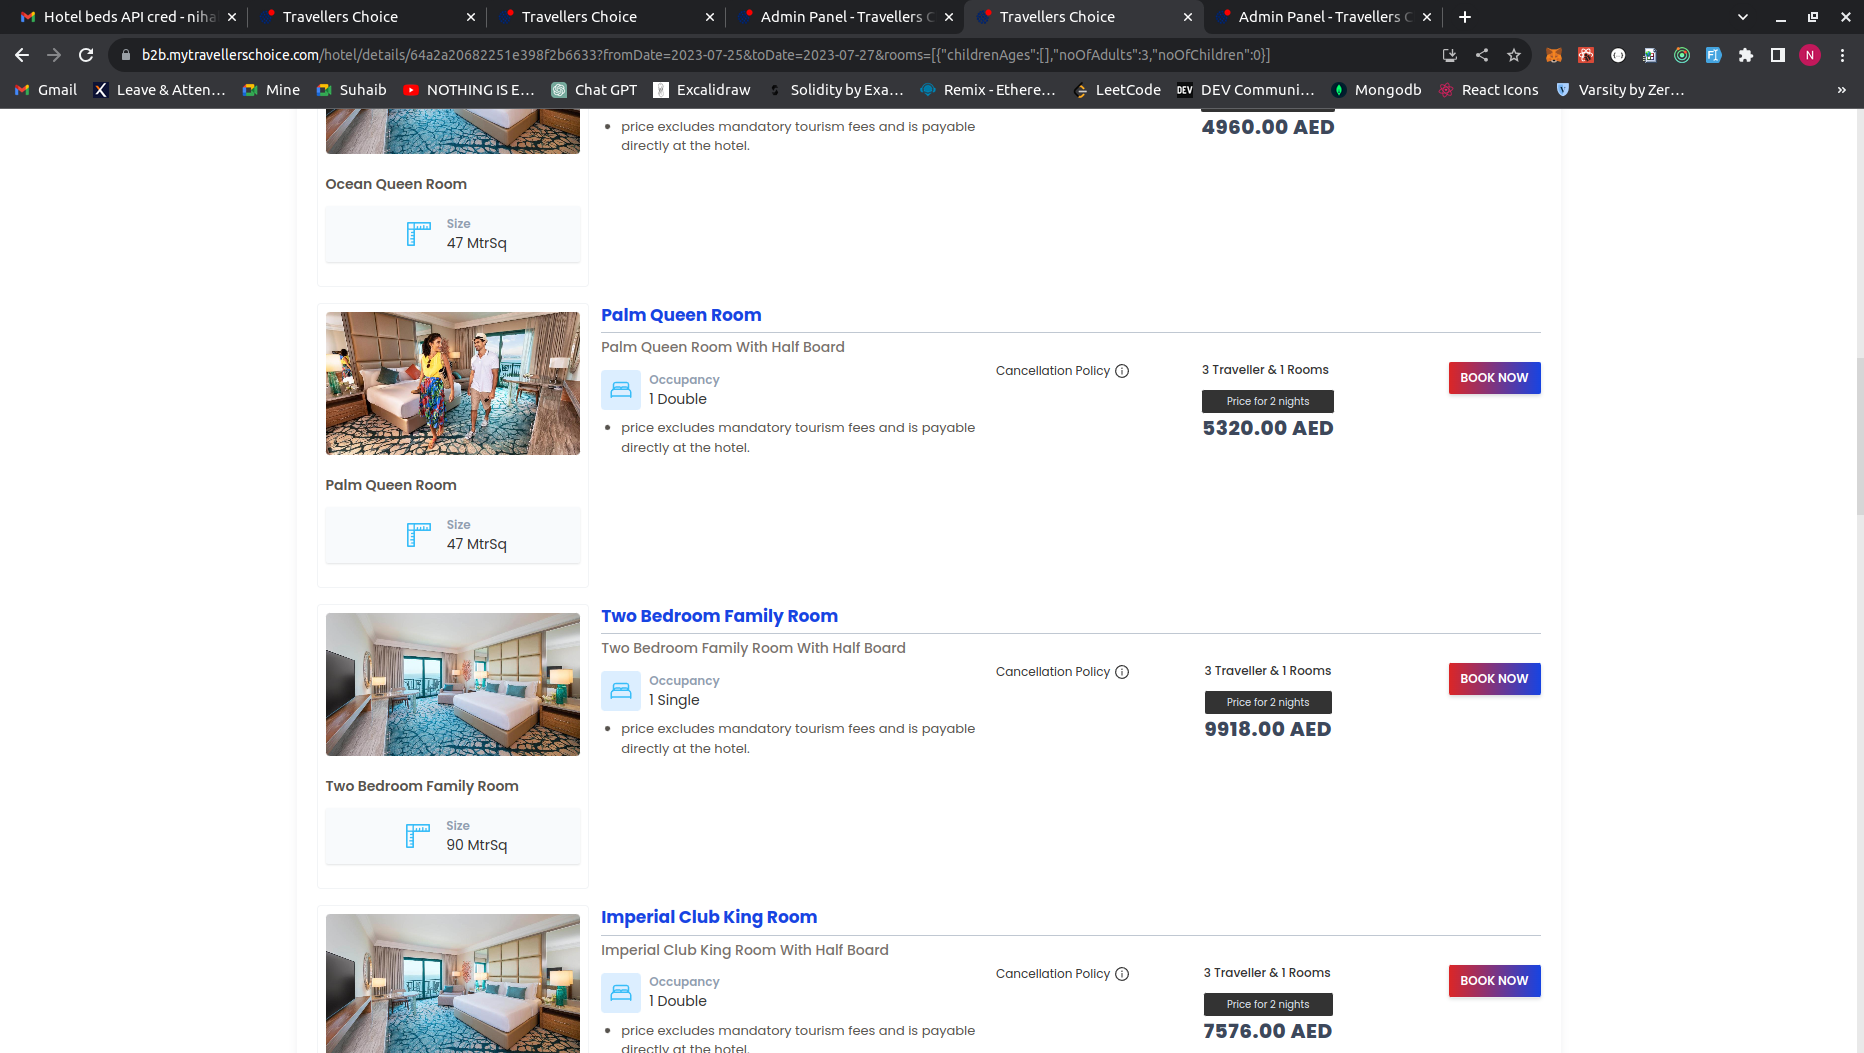 Hotel beds API cred - niha
Travellers Choice
Travellers Choice
Admin Panel - Travellers C
Travellers Choice
Admin Panel - Travellers C
b2b.mytravellerschoice.com/hotel/details/64a2a20682251e398f2b6633?fromDate=2023-07-25&toDate=2023-07-27&rooms=[{"childrenAges":[],"noOfAdults":3,"noOfChildren":0}]
N
Gmail
Leave & Atten...
Mine
Suhaib
NOTHING IS E...
Chat GPT
Excalidraw
Solidity by Exa...
Remix - Ethere...
LeetCode
DEV
DEV Communi...
Mongodb
React Icons
Varsity by Zer...
»
price excludes mandatory tourism fees and is payable
directly at the hotel.
4960.00 AED
Ocean Queen Room
Size
47 MtrSq
Palm Queen Room
Palm Queen Room With Half Board
Occupancy
1 Double
price excludes mandatory tourism fees and is payable
directly at the hotel.
Cancellation Policy
3 Traveller & 1 Rooms
Price for 2 nights
5320.00 AED
BOOK NOW
Palm Queen Room
Size
47 MtrSq
Two Bedroom Family Room
Two Bedroom Family Room With Half Board
Occupancy
1 Single
price excludes mandatory tourism fees and is payable
directly at the hotel.
Cancellation Policy
3 Traveller & 1 Rooms
Price for 2 nights
9918.00 AED
BOOK NOW
Two Bedroom Family Room
Size
90 MtrSq
Imperial Club King Room
Imperial Club King Room With Half Board
Occupancy
1 Double
price excludes mandatory tourism fees and is payable
directly at the hotel.
Cancellation Policy
3 Traveller & 1 Rooms
Price for 2 nights
7576.00 AED
BOOK NOW